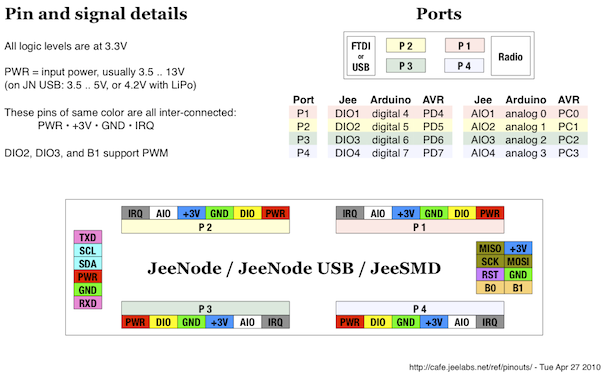 Pin and signal details
Ports
All logic levels are at 3.3V
PWR = input power, usually 3.5 .. 13V
(on JN USB: 3.5 .. 5V, or 4.2V with LiPo)
These pins of same color are all inter-connected:
PWR • +3V • GND • IRQ
DIO2, DIO3, and B1 support PWM
FTDI
or
USB
P 2 P 1
P 3 P 4
Radio
Port Jee Arduino AVR Jee Arduino AVR
P1 DIO1 digital 4 PD4 AIO1 analog 0 PC0
P2 DIO2 digital 5 PD5 AIO2 analog 1 PC1
P3 DIO3 digital 6 PD6 AIO3 analog 2 PC2
P4 DIO4 digital 7 PD7 AIO4 analog 3 PC3
IRQ AIO +3V GND DIO PWR
P 2
IRQ AIO +3V GND DIO PWR
P 1
TXD
SCL
SDA
PWR
GND
RXD
JeeNode / JeeNode USB / JeeSMD
MISO +3V
SCK MOSI
RST GND
B0 B1
P 3
PWR DIO GND +3V AIO IRQ
P 4
PWR DIO GND +3V AIO IRQ
http://cafe.jeelabs.net/ref/pinouts/ - Tue Apr 27 2010